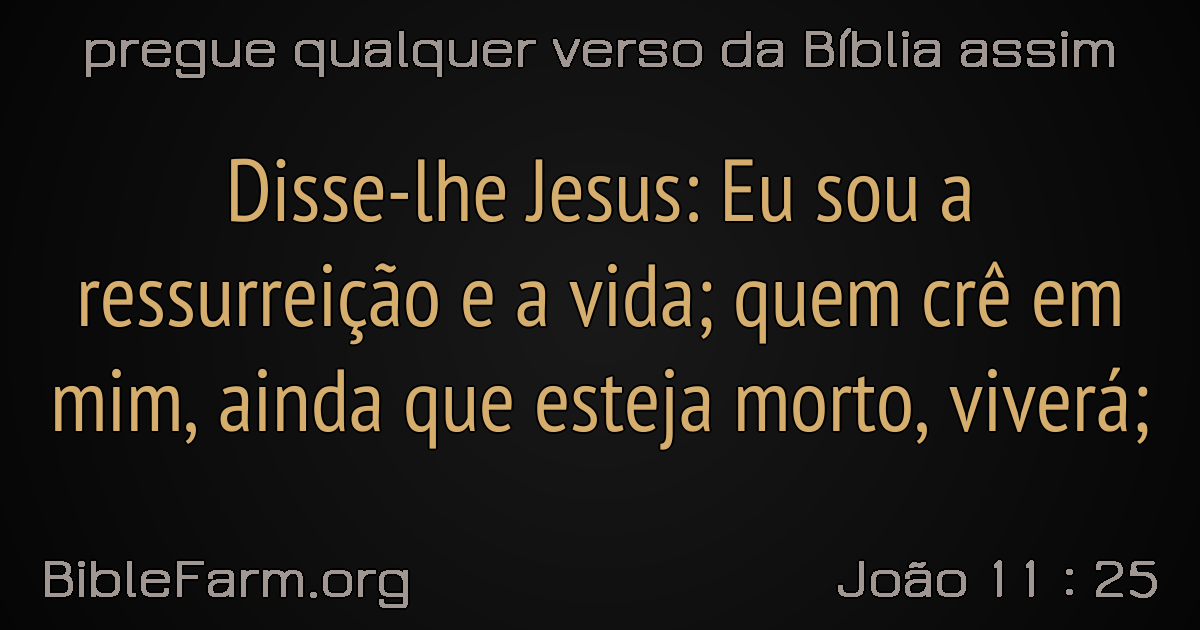 pregue qualquer verso da Bíblia assim
Disse-lhe Jesus: Eu sou a
ressurreição e a vida; quem crê em
mim, ainda que esteja morto, viverá;
BibleFarm.org
João 11 : 25